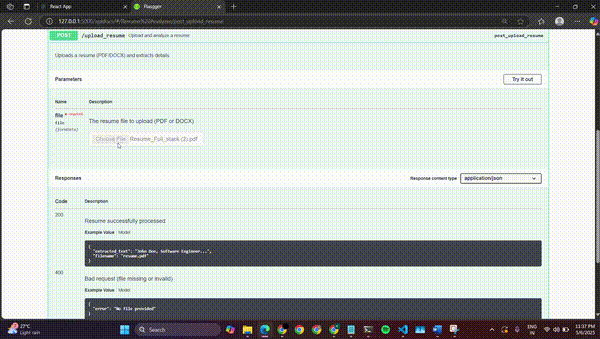 React App
Flasgger
127.0.0.1:5000/apidocs/#/Resume%20Analyzer/post_upload_resume
POST /upload_resume Upload and analyze a resume post_upload_resume
Uploads a resume (PDF/DOCX) and extracts details
Parameters Try it out
Name Description
file * required
file
(formData)
The resume file to upload (PDF or DOCX)
Choose File Resume_Full_stack (2).pdf
Responses Response content type application/json
Code Description
200
Resume successfully processed
Example Value Model
{
"extracted_text": "John Doe, Software Engineer...",
"filename": "resume.pdf"
}
400
Bad request (file missing or invalid)
Example Value Model
{
"error": "No file provided"
27°C
Light rain
Search
ENG
IN
11:37 PM
5/6/2025